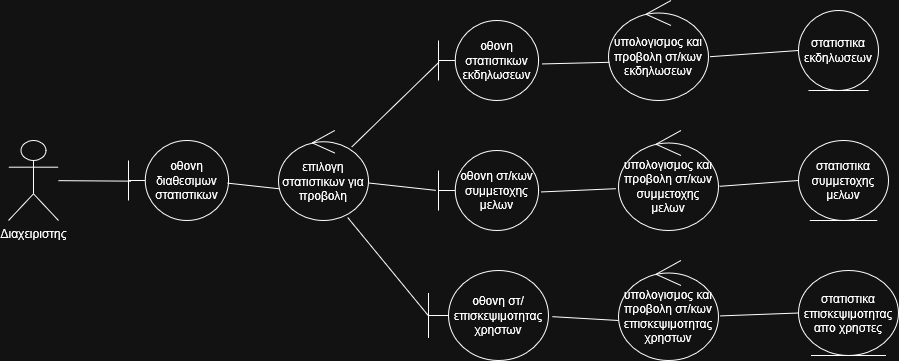 Διαχειριστης
οθονη
διαθεσιμων
στατιστικων
επιλογη
στατιστικων για
προβολη
οθονη
στατιστικων
εκδηλωσεων
υπολογισμος και
προβολη στ/κων
εκδηλωσεων
στατιστικα
εκδηλωσεων
οθονη στ/κων
συμμετοχης
μελων
υπολογισμος και
προβολη στ/κων
συμμετοχης
μελων
στατιστικα
συμμετοχης
μελων
οθονη στ/
επισκεψιμοτητας
χρηστων
υπολογισμος και
προβολη στ/κων
επισκεψιμοτητας
χρηστων
στατιστικα
επισκεψιμοτητας
απο χρηστες